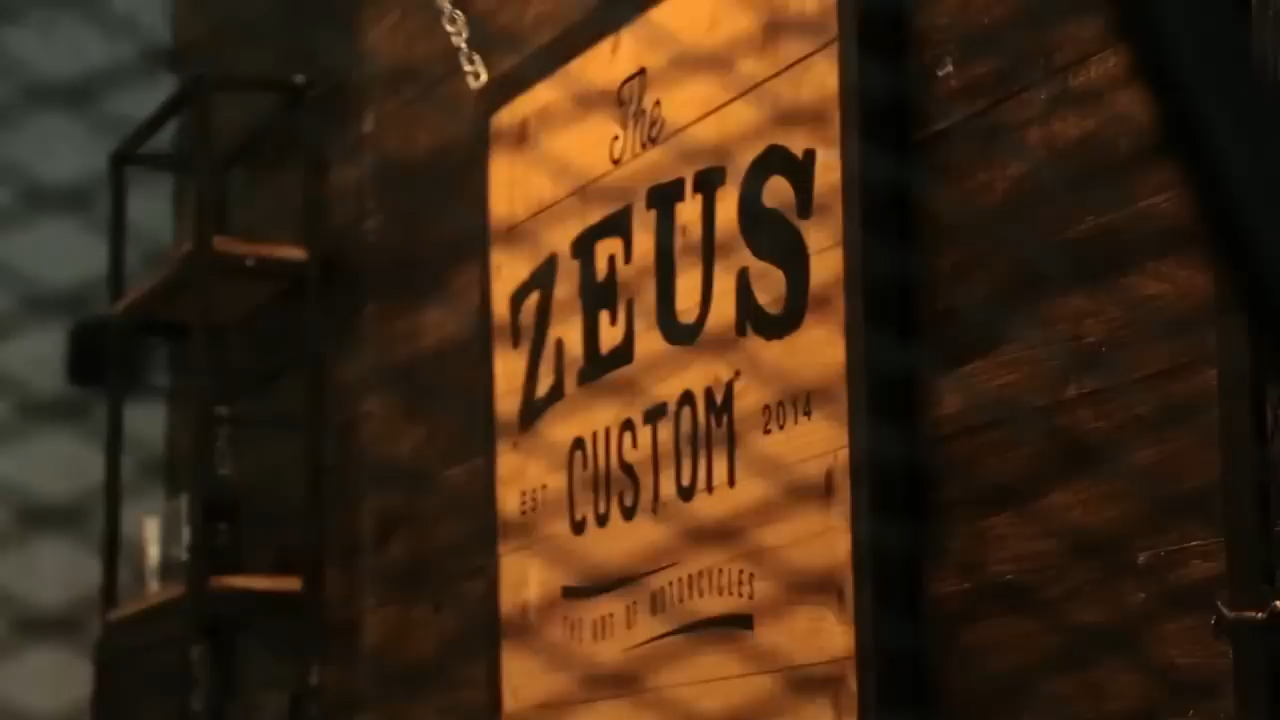 The
ZEUS
CUSTOM
EST 2014
THE ART OF MOTORCYCLES